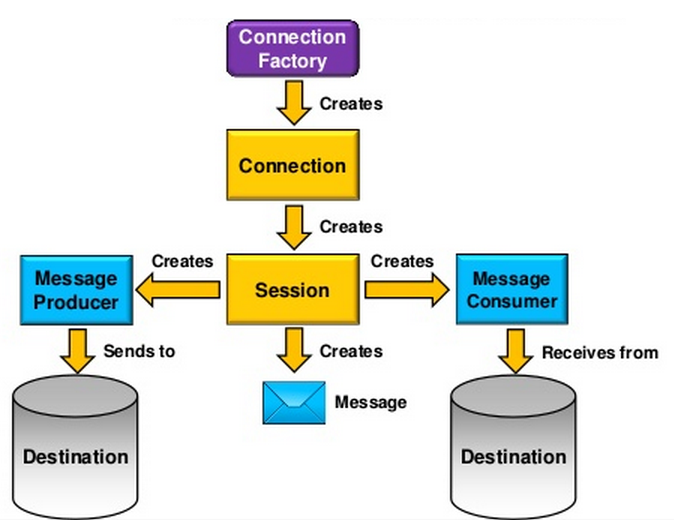 Connection
Factory
Creates
Connection
Creates
Creates
Creates
Message
Producer
Session
Message
Consumer
Sends to
Creates
Receives from
Message
Destination
Destination